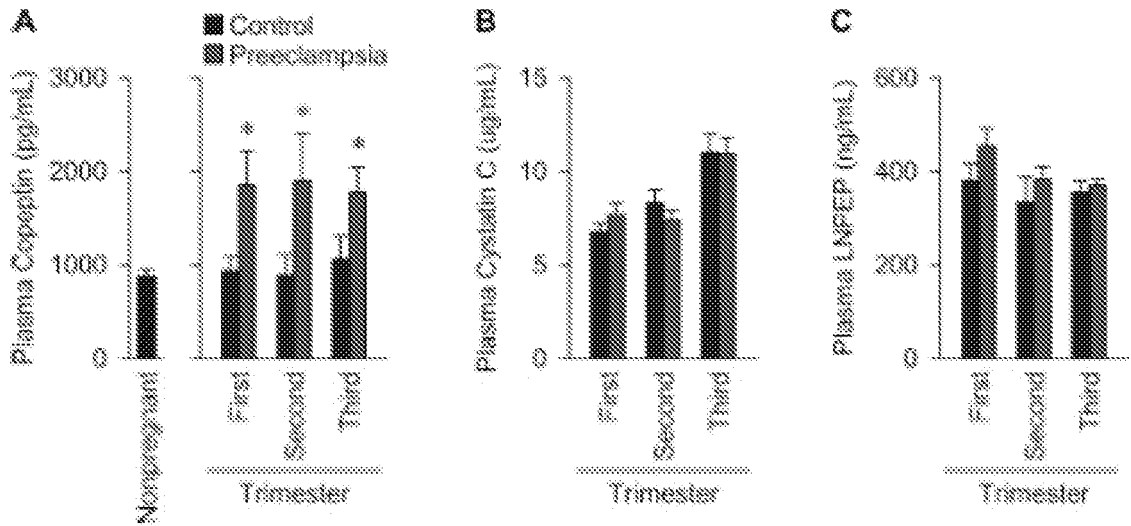 A
Control
Preeclampsia
Plasma Copeptin (pg/mL)
3000
2000
1000
0
*
*
*
Nonpregnant
First
Second
Third
Trimester
B
Plasma Cystatin C (ug/mL)
15
10
5
0
First
Second
Third
Trimester
C
Plasma LNPEP (ng/mL)
600
400
200
0
First
Second
Third
Trimester